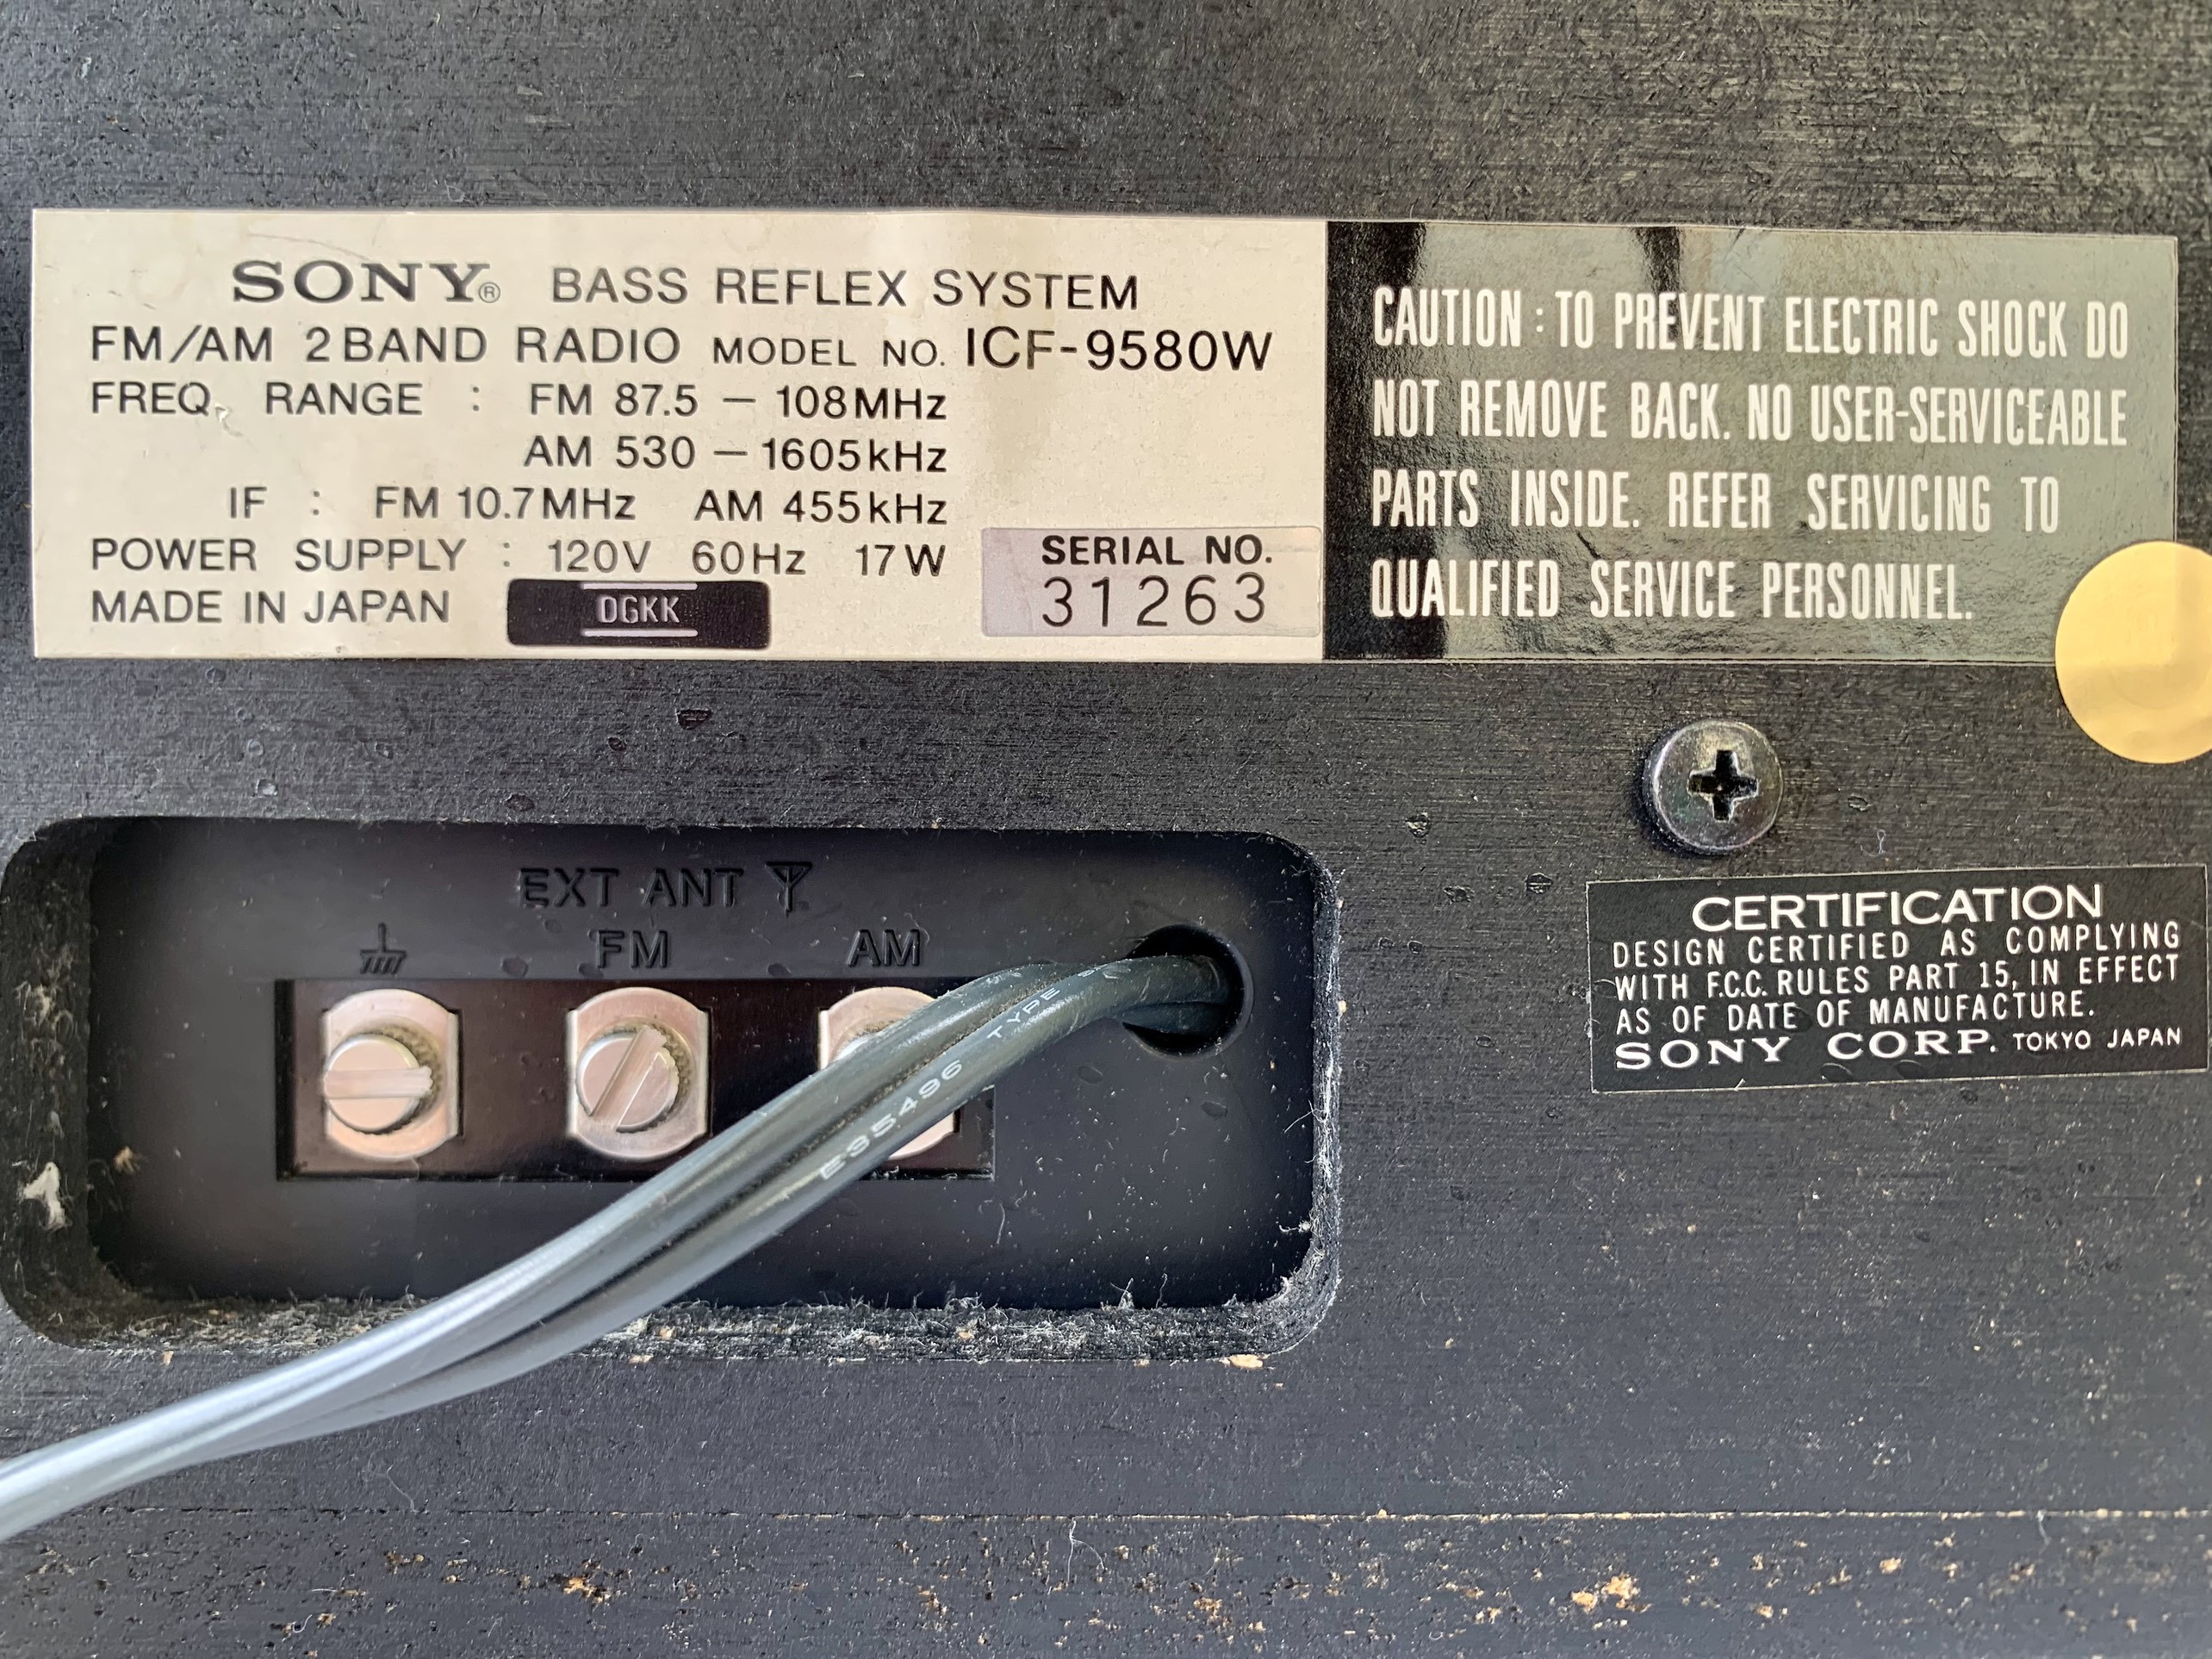 SONY® BASS REFLEX SYSTEM
FM/AM 2 BAND RADIO MODEL NO. ICF-9580W
FREQ. RANGE : FM 87.5 – 108MHz
AM 530 – 1605kHz
IF : FM 10.7MHz AM 455kHz
POWER SUPPLY : 120V 60Hz 17W
MADE IN JAPAN
OGKK
SERIAL NO.
31263
CAUTION : TO PREVENT ELECTRIC SHOCK DO
NOT REMOVE BACK. NO USER-SERVICEABLE
PARTS INSIDE. REFER SERVICING TO
QUALIFIED SERVICE PERSONNEL.
EXT ANT
FM AM
E35496 TYPE
CERTIFICATION
DESIGN CERTIFIED AS COMPLYING
WITH F.C.C. RULES PART 15, IN EFFECT
AS OF DATE OF MANUFACTURE.
SONY CORP. TOKYO JAPAN